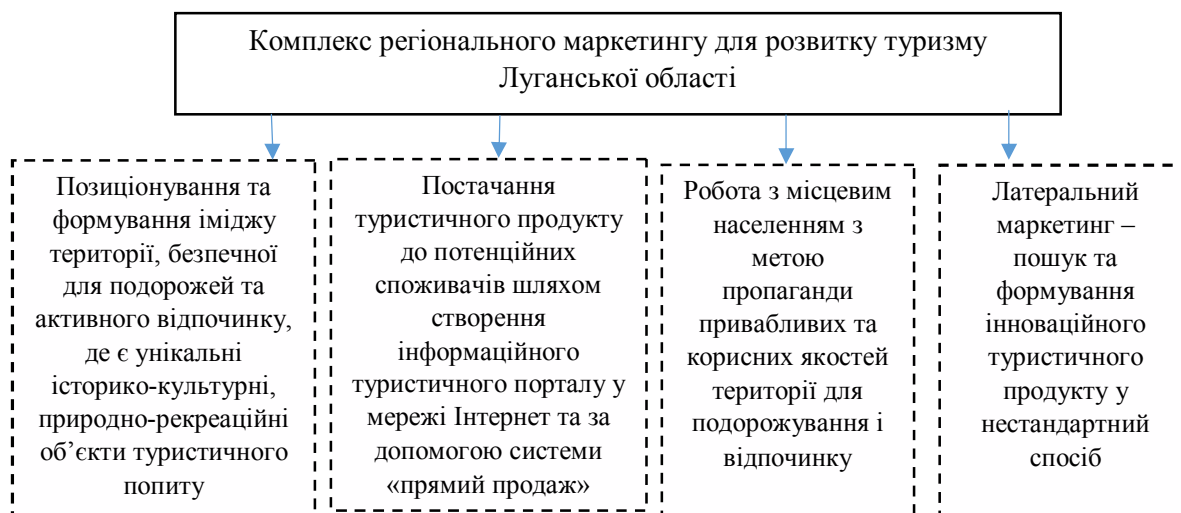 Комплекс регіонального маркетингу для розвитку туризму
Луганської області
Позиціонування та
формування іміджу
території, безпечної
для подорожей та
активного відпочинку,
де є унікальні
історико-культурні,
природно-рекреаційні
об’єкти туристичного
попиту
Постачання
туристичного продукту
до потенційних
споживачів шляхом
створення
інформаційного
туристичного порталу у
мережі Інтернет та за
допомогою системи
«прямий продаж»
Робота з місцевим
населенням з
метою
пропаганди
привабливих та
корисних якостей
території для
подорожування і
відпочинку
Латеральний
маркетинг –
пошук та
формування
інноваційного
туристичного
продукту у
нестандартний
спосіб